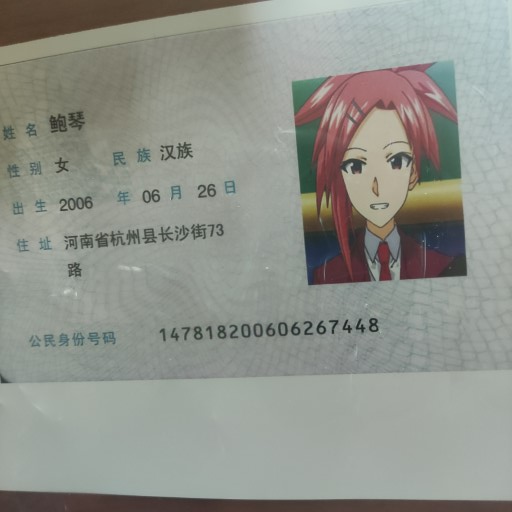 姓名 鲍琴
性别 女 民族 汉族
出生 2006 年 06 月 26 日
住址 河南省杭州县长沙街73
路
公民身份号码 147818200606267448